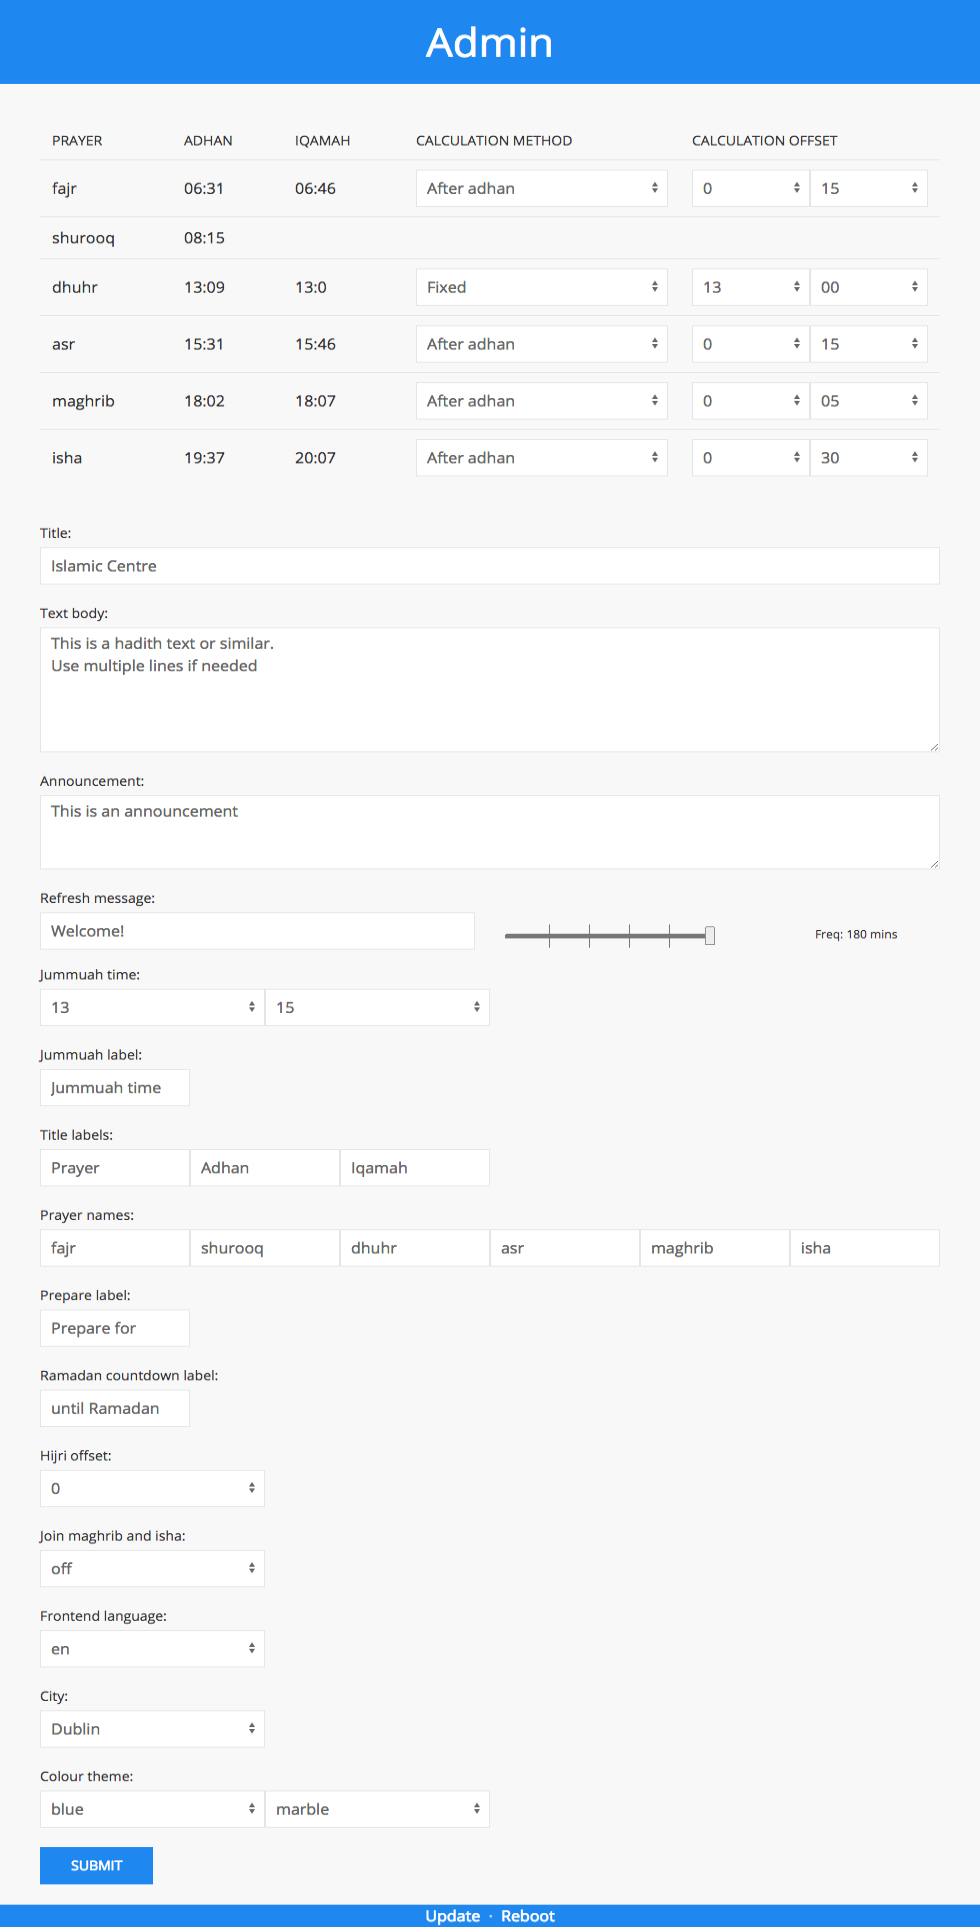 Admin
PRAYER ADHAN IQAMAH CALCULATION METHOD CALCULATION OFFSET
fajr 06:31 06:46 After adhan 0 15
shurooq 08:15
dhuhr 13:09 13:0 Fixed 13 00
asr 15:31 15:46 After adhan 0 15
maghrib 18:02 18:07 After adhan 0 05
isha 19:37 20:07 After adhan 0 30
Title:
Islamic Centre
Text body:
This is a hadith text or similar.
Use multiple lines if needed
Announcement:
This is an announcement
Refresh message:
Welcome! Freq: 180 mins
Jummuah time:
13 15
Jummuah label:
Jummuah time
Title labels:
Prayer Adhan Iqamah
Prayer names:
fajr shurooq dhuhr asr maghrib isha
Prepare label:
Prepare for
Ramadan countdown label:
until Ramadan
Hijri offset:
0
Join maghrib and isha:
off
Frontend language:
en
City:
Dublin
Colour theme:
blue marble
SUBMIT
Update · Reboot